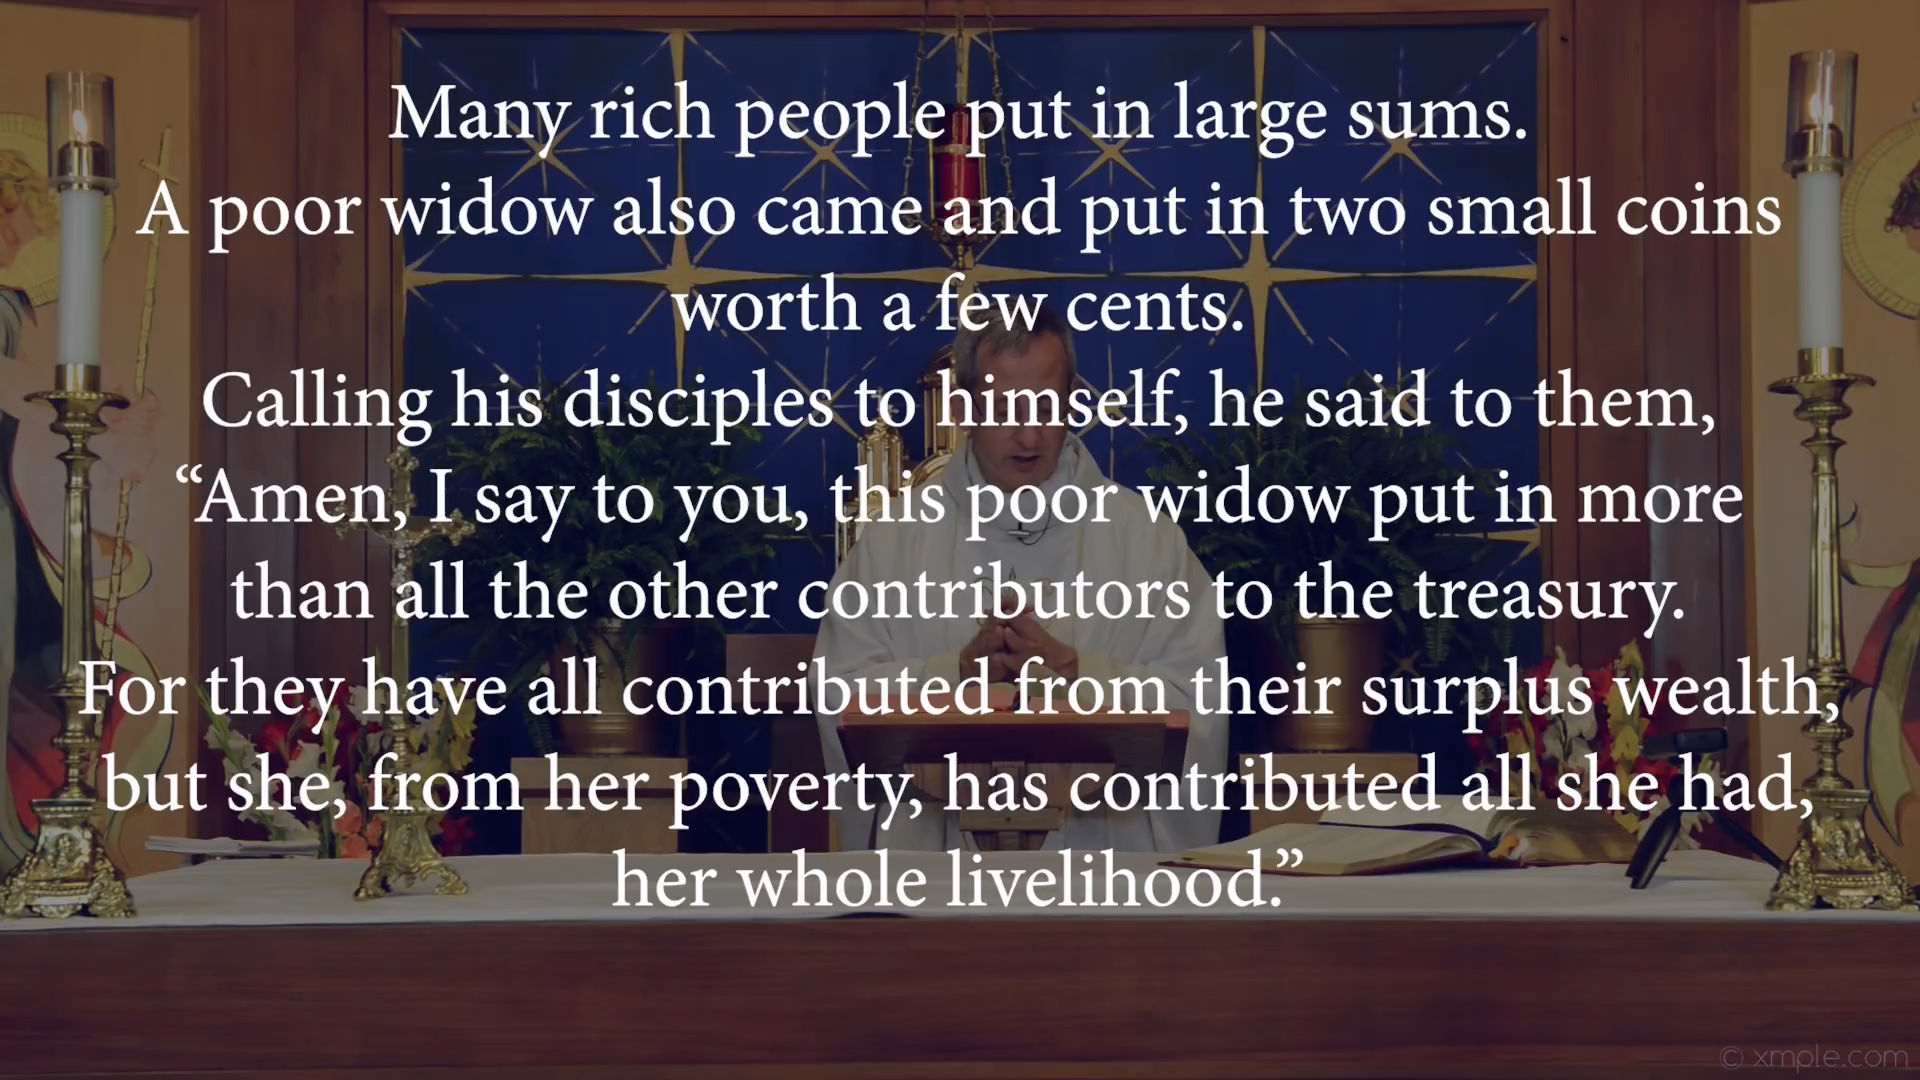 Many rich people put in large sums.
A poor widow also came and put in two small coins
worth a few cents.
Calling his disciples to himself, he said to them,
“Amen, I say to you, this poor widow put in more
than all the other contributors to the treasury.
For they have all contributed from their surplus wealth,
but she, from her poverty, has contributed all she had,
her whole livelihood.”
© xmple.com